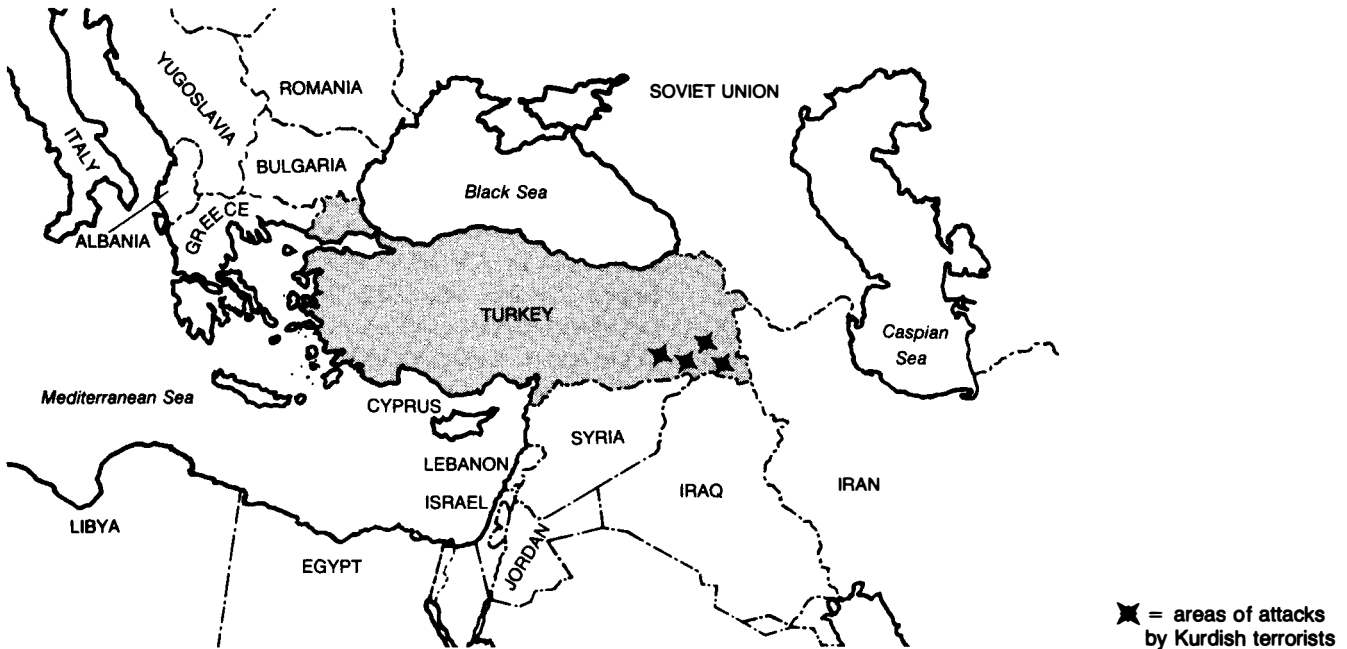 YUGOSLAVIA
ROMANIA
SOVIET UNION
ITALY
BULGARIA
Black Sea
GREECE
ALBANIA
TURKEY
Caspian
Sea
Mediterranean Sea
CYPRUS
SYRIA
LEBANON
IRAQ
IRAN
ISRAEL
LIBYA
JORDAN
EGYPT
= areas of attacks
by Kurdish terrorists